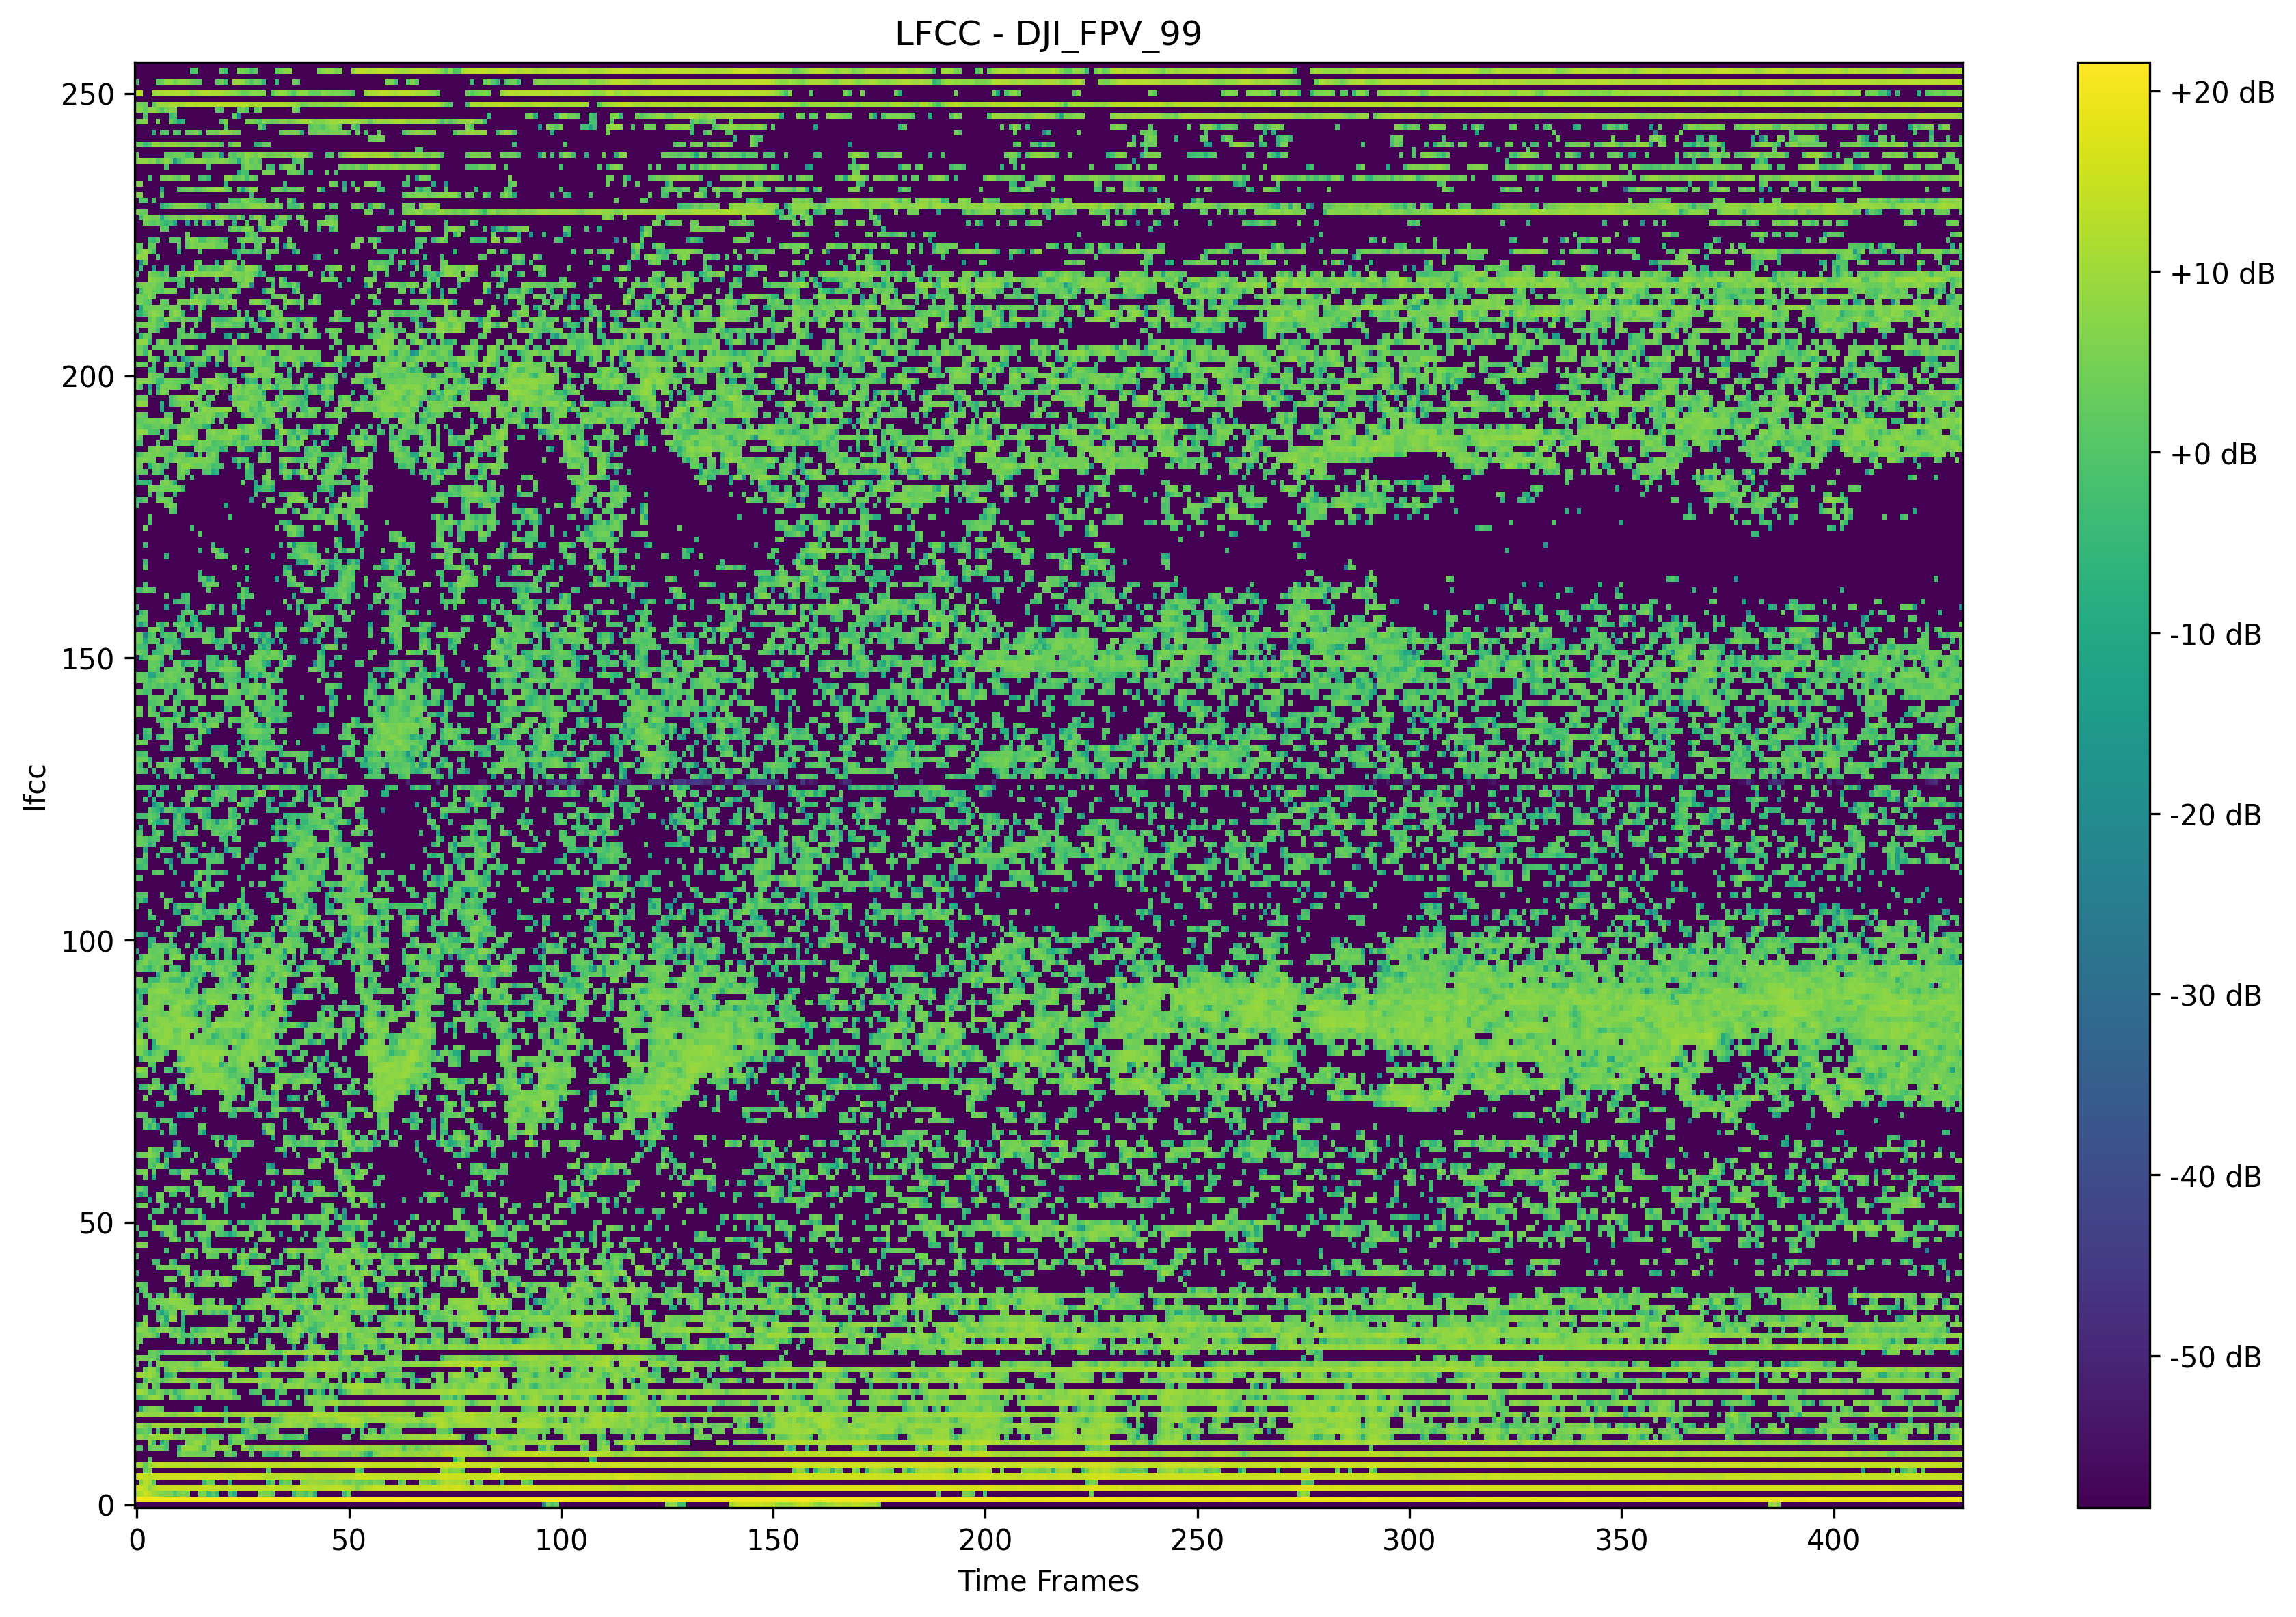 LFCC - DJI_FPV_99
250
200
150
100
50
0
lfcc
0 50 100 150 200 250 300 350 400
Time Frames
+20 dB
+10 dB
+0 dB
-10 dB
-20 dB
-30 dB
-40 dB
-50 dB